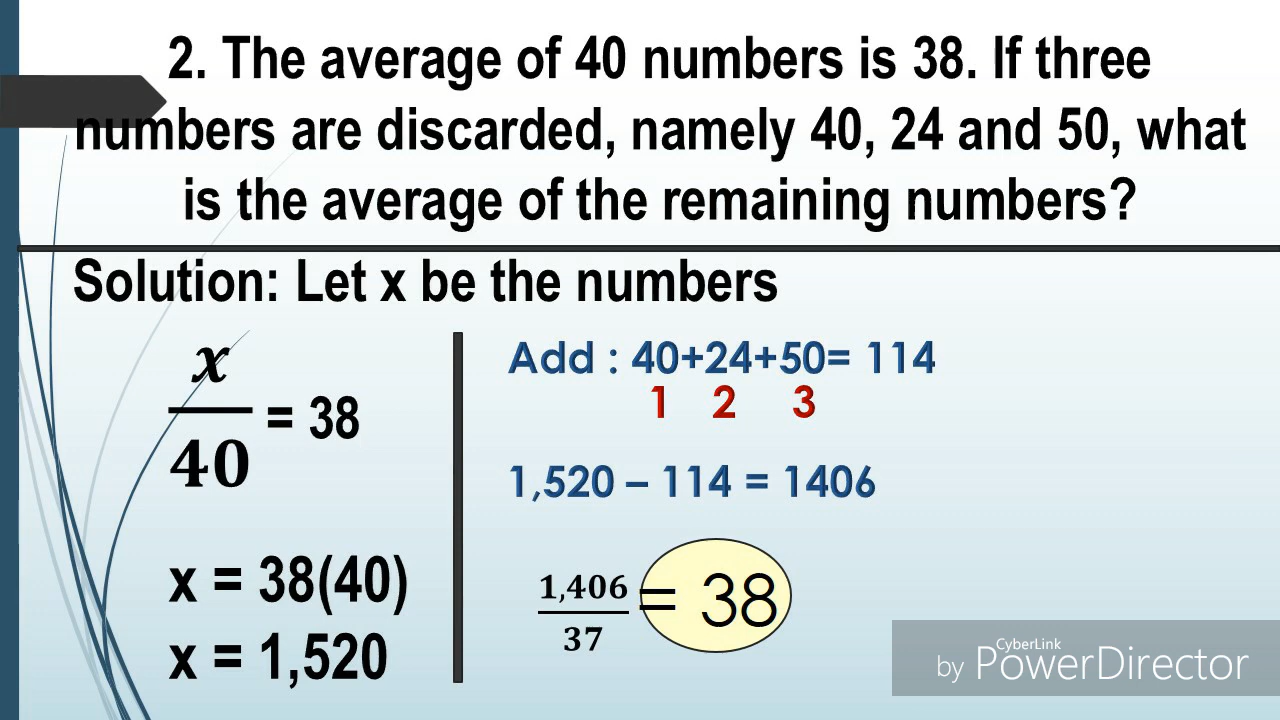 2. The average of 40 numbers is 38. If three
numbers are discarded, namely 40, 24 and 50, what
is the average of the remaining numbers?
Solution: Let x be the numbers
x
40
= 38
x = 38(40)
x = 1,520
Add : 40+24+50= 114
1 2 3
1,520 – 114 = 1406
1,406
37
= 38
CyberLink
by PowerDirector